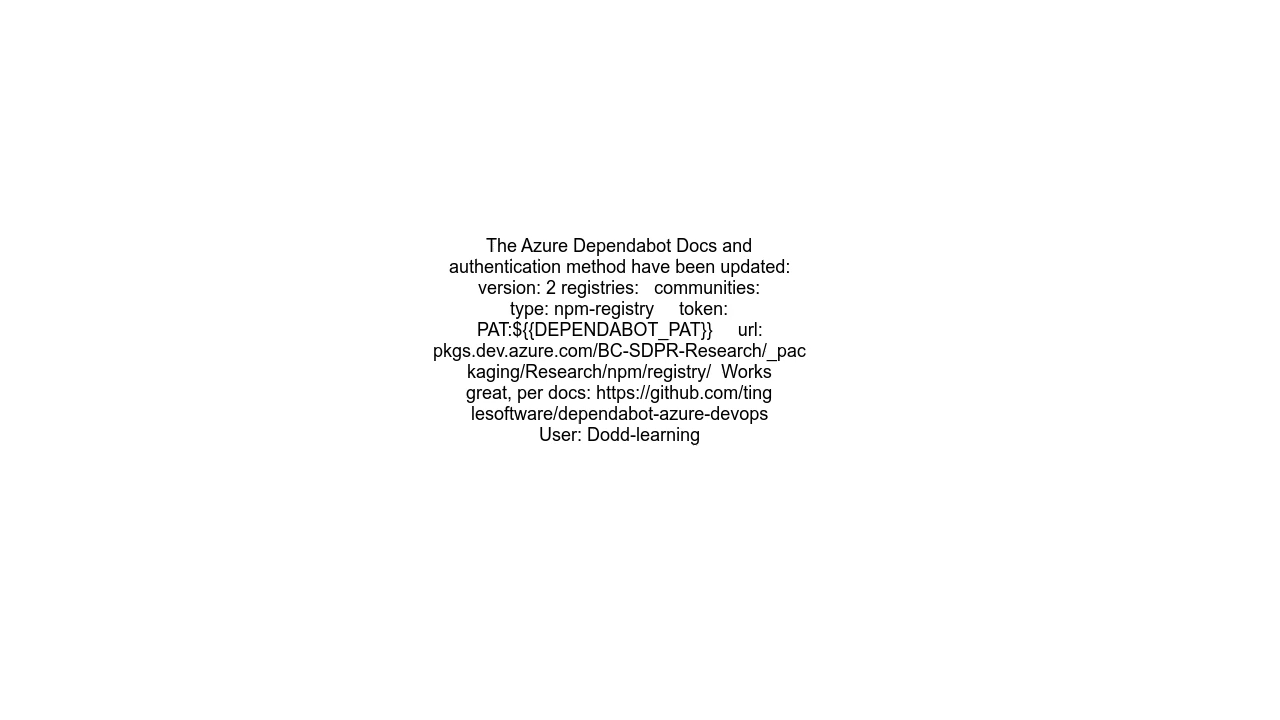 The Azure Dependabot Docs and
authentication method have been updated:
version: 2 registries:   communities:
type: npm-registry     token:
PAT:${{DEPENDABOT_PAT}}     url:
pkgs.dev.azure.com/BC-SDPR-Research/_pac
kaging/Research/npm/registry/  Works
great, per docs: https://github.com/ting
lesoftware/dependabot-azure-devops
User: Dodd-learning